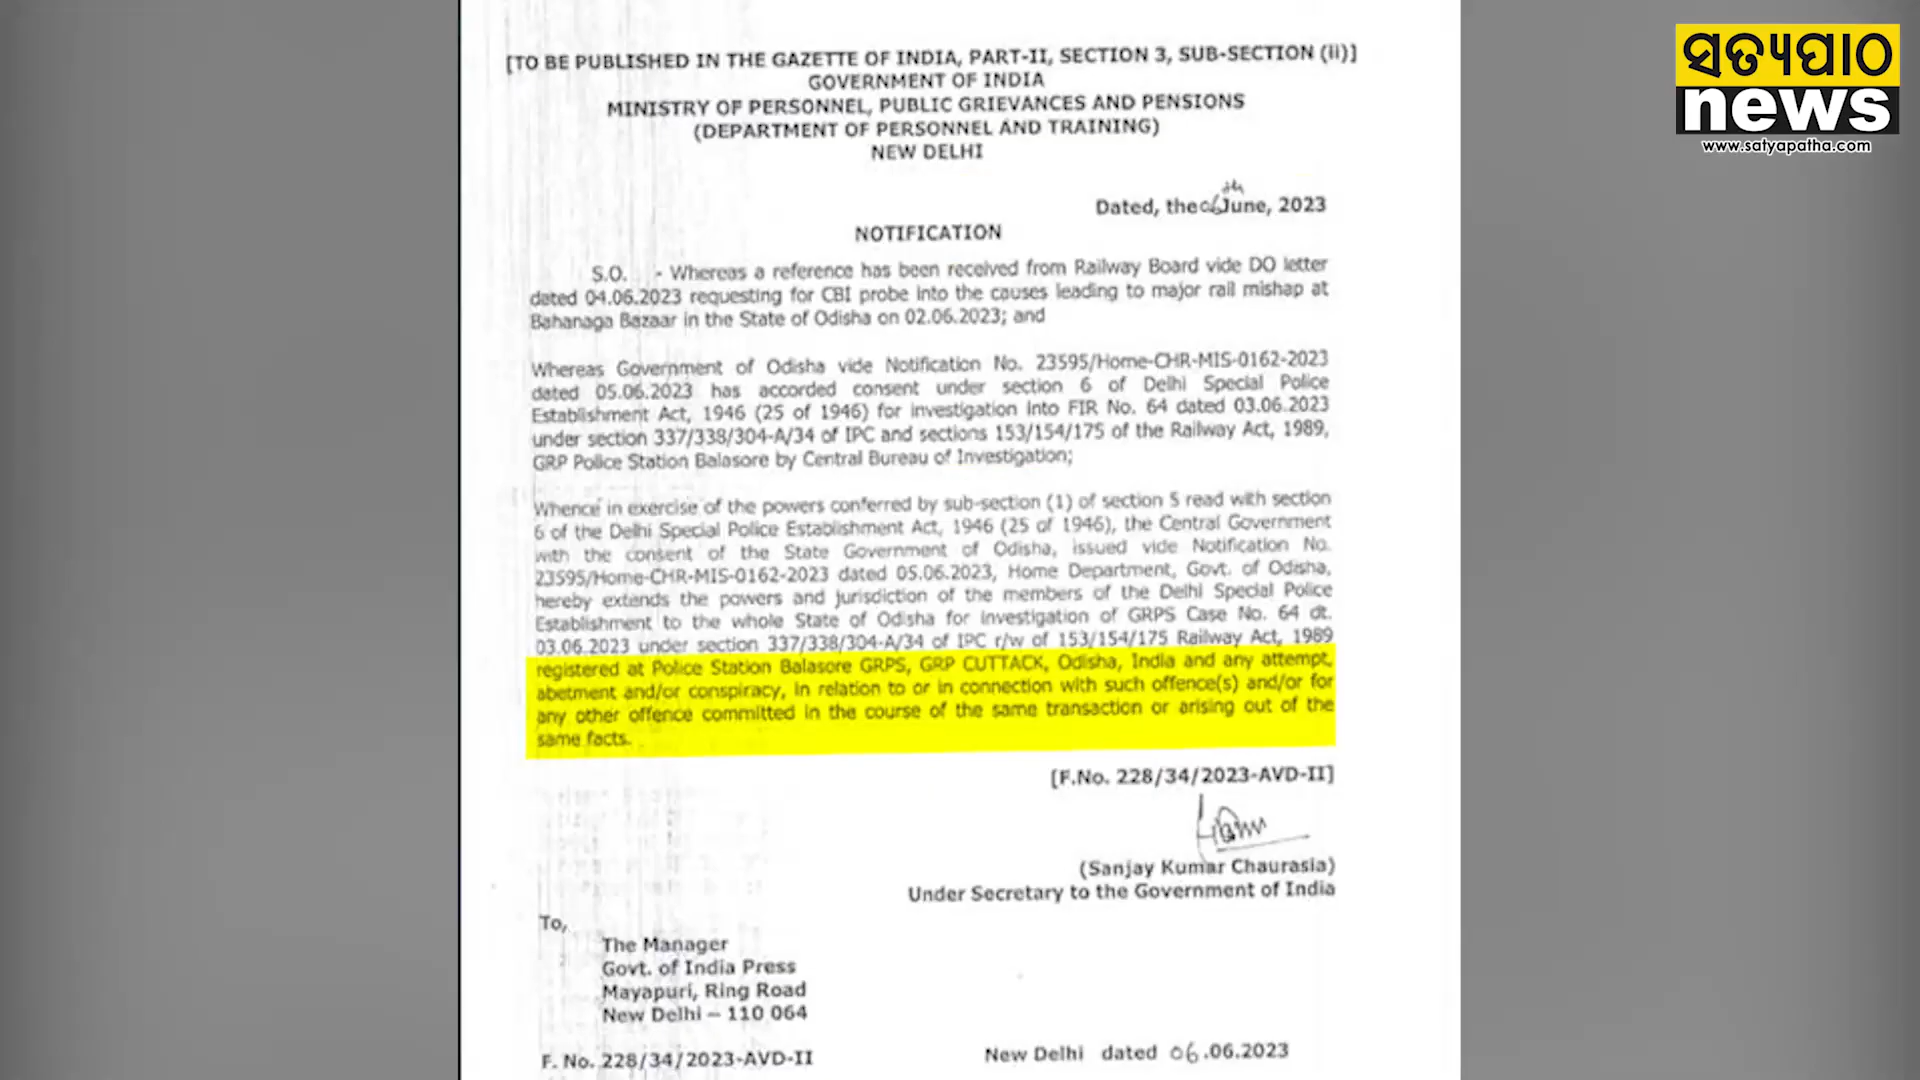 [TO BE PUBLISHED IN THE GAZETTE OF INDIA, PART-II, SECTION 3, SUB-SECTION (ii)]
GOVERNMENT OF INDIA
MINISTRY OF PERSONNEL, PUBLIC GRIEVANCES AND PENSIONS
(DEPARTMENT OF PERSONNEL AND TRAINING)
NEW DELHI
ସତ୍ୟପାଠ
news
www.satyapatha.com
Dated, the 06th June, 2023
NOTIFICATION
S.O. - Whereas a reference has been received from Railway Board vide DO letter
dated 04.06.2023 requesting for CBI probe into the causes leading to major rail mishap at
Bahanaga Bazaar in the State of Odisha on 02.06.2023; and
Whereas Government of Odisha vide Notification No. 23595/Home-CHR-MIS-0162-2023
dated 05.06.2023 has accorded consent under section 6 of Delhi Special Police
Establishment Act, 1946 (25 of 1946) for investigation into FIR No. 64 dated 03.06.2023
under section 337/338/304-A/34 of IPC and sections 153/154/175 of the Railway Act, 1989,
GRP Police Station Balasore by Central Bureau of Investigation;
Whence in exercise of the powers conferred by sub-section (1) of section 5 read with section
6 of the Delhi Special Police Establishment Act, 1946 (25 of 1946), the Central Government
with the consent of the State Government of Odisha, issued vide Notification No.
23595/Home-CHR-MIS-0162-2023 dated 05.06.2023, Home Department, Govt. of Odisha,
hereby extends the powers and jurisdiction of the members of the Delhi Special Police
Establishment to the whole State of Odisha for investigation of GRPS Case No. 64 dt.
03.06.2023 under section 337/338/304-A/34 of IPC r/w of 153/154/175 Railway Act, 1989
registered at Police Station Balasore GRPS, GRP CUTTACK, Odisha, India and any attempt,
abetment and/or conspiracy, in relation to or in connection with such offence(s) and/or for
any other offence committed in the course of the same transaction or arising out of the
same facts.
[F.No. 228/34/2023-AVD-II]
(Sanjay Kumar Chaurasia)
Under Secretary to the Government of India
To,
The Manager
Govt. of India Press
Mayapuri, Ring Road
New Delhi – 110 064
F. No. 228/34/2023-AVD-II
New Delhi dated 06.06.2023